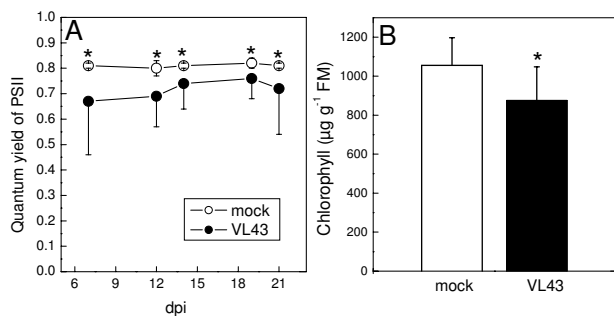 A
Quantum yield of PSII
1.0
0.9
0.8
0.7
0.6
0.5
0.4
0.3
0.2
0.1
0.0
* * * * *
mock
VL43
6 9 12 15 18 21
dpi
B
Chlorophyll (µg g⁻¹ FM)
1200
1000
800
600
400
200
0
*
mock VL43